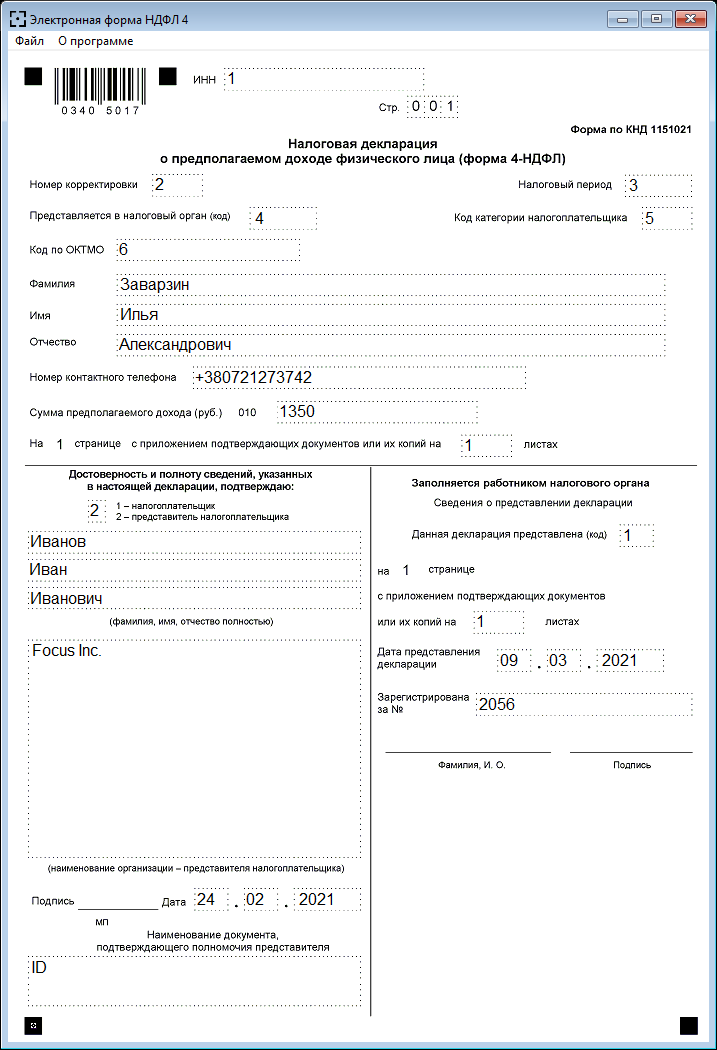 Электронная форма НДФЛ 4
Файл О программе
ИНН 1
0340 5017
Стр. 0 0 1
Форма по КНД 1151021
Налоговая декларация
о предполагаемом доходе физического лица (форма 4-НДФЛ)
Номер корректировки 2 Налоговый период 3
Представляется в налоговый орган (код) 4 Код категории налогоплательщика 5
Код по ОКТМО 6
Фамилия Заварзин
Имя Илья
Отчество Александрович
Номер контактного телефона +380721273742
Сумма предполагаемого дохода (руб.) 010 1350
На 1 странице с приложением подтверждающих документов или их копий на 1 листах
Достоверность и полноту сведений, указанных
в настоящей декларации, подтверждаю:
2 1 – налогоплательщик
2 – представитель налогоплательщика
Иванов
Иван
Иванович
(фамилия, имя, отчество полностью)
Focus Inc.
(наименование организации – представителя налогоплательщика)
Подпись Дата 24 . 02 . 2021
МП
Наименование документа,
подтверждающего полномочия представителя
ID
Заполняется работником налогового органа
Сведения о представлении декларации
Данная декларация представлена (код) 1
на 1 странице
с приложением подтверждающих документов
или их копий на 1 листах
Дата представления
декларации 09 . 03 . 2021
Зарегистрирована
за № 2056
Фамилия, И. О. Подпись